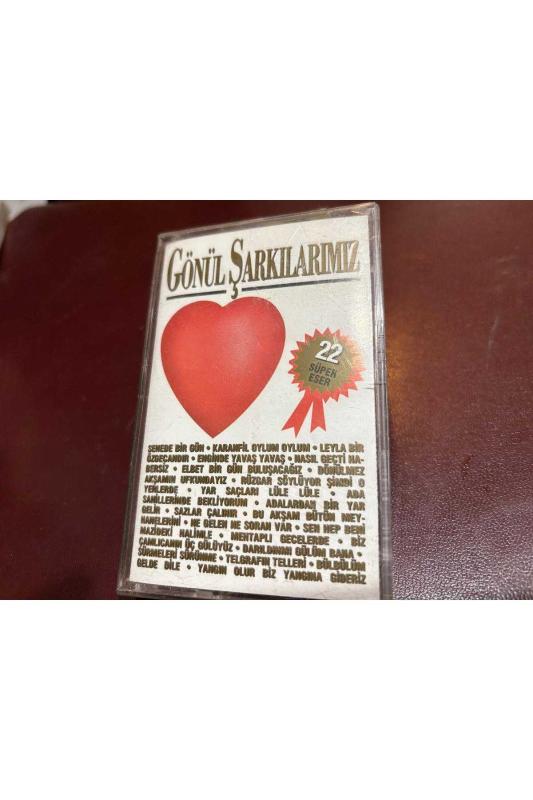 GÖNÜL ŞARKILARIMIZ
22
SÜPER
ESER
SENEDE BİR GÜN • KARANFİL OYLUM OYLUM • LEYLA BİR
ÖZGECANDIR • ENGİNDE YAVAŞ YAVAŞ • NASIL GEÇTİ HA-
BERSİZ • ELBET BİR GÜN BULUŞACAĞIZ • DÖNÜLMEZ
AKŞAMIN UFKUNDAYIZ • RÜZGAR SÖYLÜYOR ŞİMDİ O
YERLERDE • YAR SAÇLARI LÜLE LÜLE • ADA
SAHİLLERİNDE BEKLİYORUM • ADALARDAN BİR YAR
GELİR • SAZLAR ÇALINIR • BU AKŞAM BÜTÜN MEY-
HANELERİNİ • NE GELEN NE SORAN VAR • SEN HEP BENİ
MAZİDEKİ HALİNLE • MEHTAPLI GECELERDE • BİZ
ÇAMLICANIN ÜÇ GÜLÜYÜZ • DARILDINMI GÜLÜM BANA •
SÜRMELERİ SÜRÜNME • TELGRAFIN TELLERİ • BÜLBÜLÜM
GELDE DİLE • YANGIN OLUR BİZ YANGINA GİDERİZ